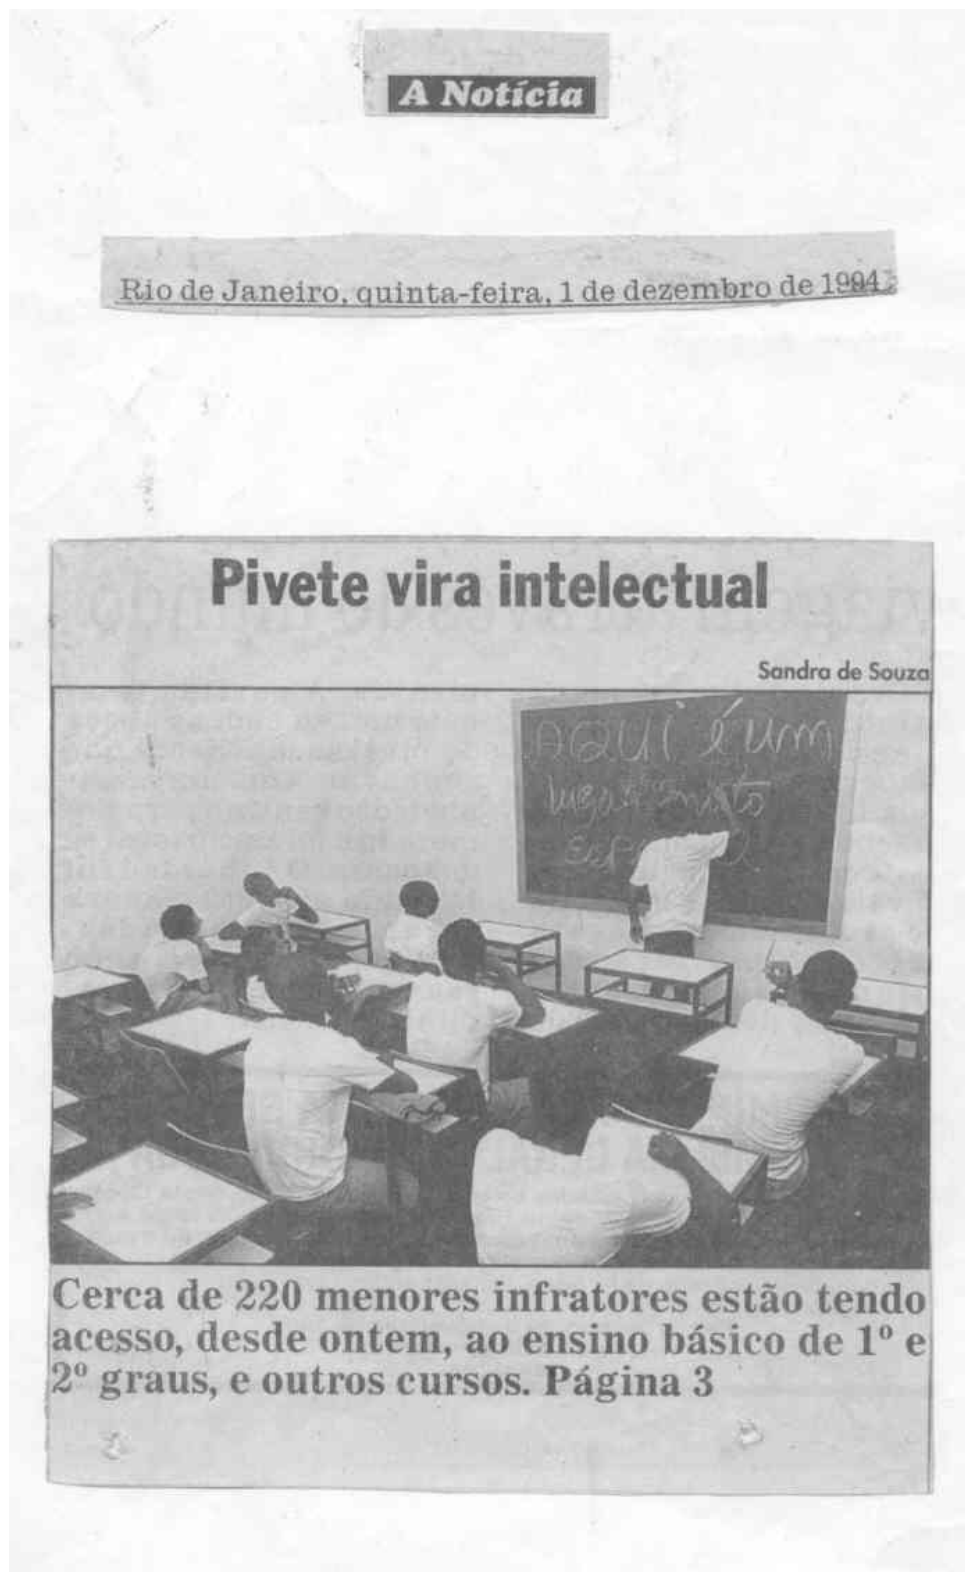 A Notícia
Rio de Janeiro, quinta-feira, 1 de dezembro de 1994
Pivete vira intelectual
Sandra de Souza
AQUI é um
lugar muito
Cerca de 220 menores infratores estão tendo
acesso, desde ontem, ao ensino básico de 1º e
2º graus, e outros cursos. Página 3